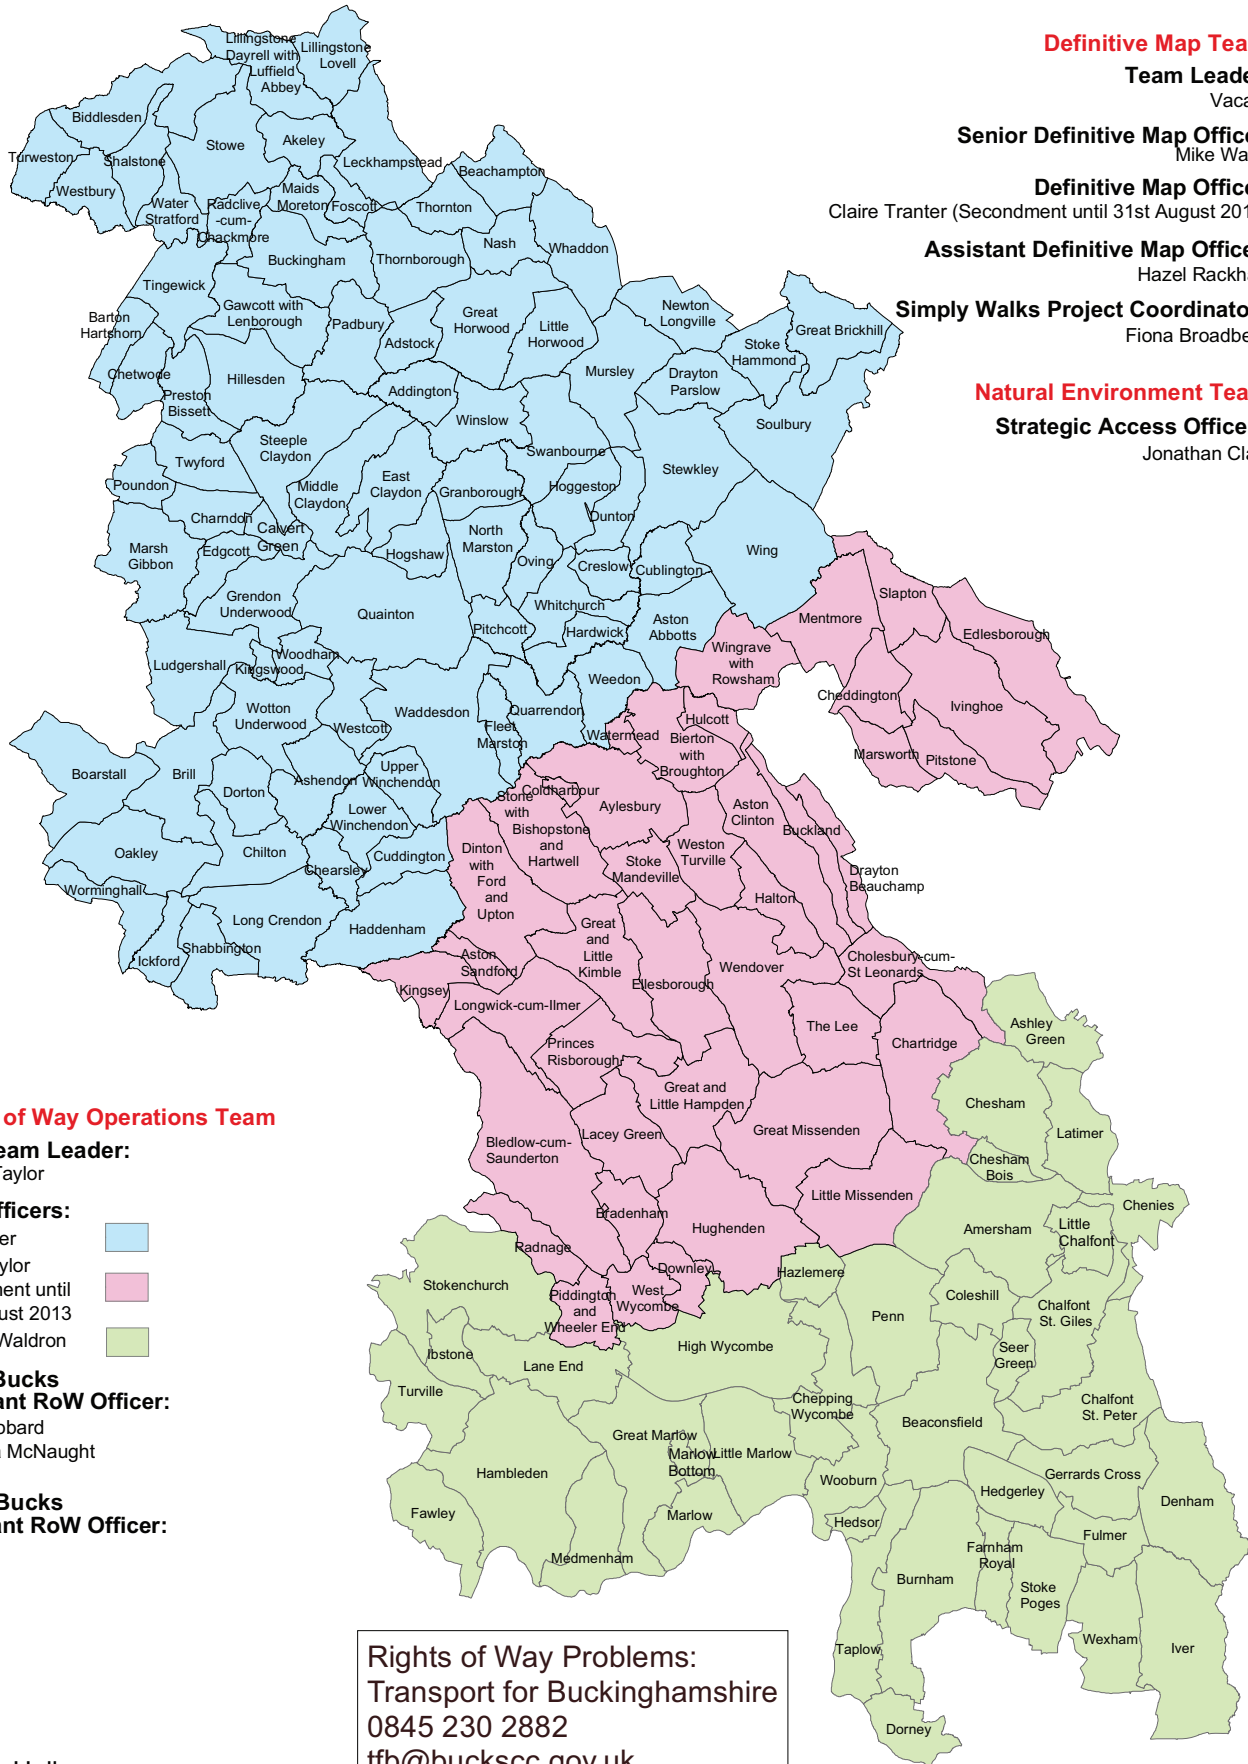 Definitive Map Tea
Team Leade
Vaca
Senior Definitive Map Office
Mike Wa
Definitive Map Office
Claire Tranter (Secondment until 31st August 201
Assistant Definitive Map Office
Hazel Rackha
Simply Walks Project Coordinato
Fiona Broadbe
Natural Environment Tea
Strategic Access Office
Jonathan Cla
Lillingstone
Dayrell with
Luffield
Abbey
Lillingstone
Lovell
Biddlesden
Turweston
Shalstone
Westbury
Stowe
Akeley
Leckhampstead
Beachampton
Water
Stratford
Radclive
-cum-
Chackmore
Maids
Moreton
Foscott
Thornton
Nash
Whaddon
Buckingham
Thornborough
Tingewick
Gawcott with
Lenborough
Padbury
Adstock
Great
Horwood
Little
Horwood
Newton
Longville
Stoke
Hammond
Great Brickhill
Barton
Hartshorn
Chetwode
Preston
Bissett
Hillesden
Addington
Winslow
Mursley
Drayton
Parslow
Soulbury
Steeple
Claydon
Twyford
Poundon
Middle
Claydon
East
Claydon
Granborough
Swanbourne
Hoggeston
Stewkley
Dunton
Charndon
Calvert
Green
Marsh
Gibbon
Edgcott
Hogshaw
North
Marston
Oving
Creslow
Cublington
Wing
Grendon
Underwood
Quainton
Whitchurch
Pitchcott
Hardwick
Aston
Abbotts
Ludgershall
Kingswood
Woodham
Weedon
Wotton
Underwood
Westcott
Waddesdon
Fleet
Marston
Quarrendon
Boarstall
Brill
Dorton
Ashendon
Upper
Winchendon
Lower
Winchendon
Oakley
Chilton
Chearsley
Cuddington
Worminghall
Long Crendon
Haddenham
Ickford
Shabbington
Mentmore
Slapton
Edlesborough
Wingrave
with
Rowsham
Cheddington
Ivinghoe
Marsworth
Pitstone
Watermead
Hulcott
Bierton
with
Broughton
Coldharbour
Stone
with
Bishopstone
and
Hartwell
Aylesbury
Aston
Clinton
Buckland
Dinton
with
Ford
and
Upton
Stoke
Mandeville
Weston
Turville
Halton
Drayton
Beauchamp
Great
and
Little
Kimble
Aston
Sandford
Kingsey
Longwick-cum-Ilmer
Ellesborough
Wendover
Cholesbury-cum-
St Leonards
The Lee
Chartridge
Princes
Risborough
Great and
Little Hampden
Great Missenden
Bledlow-cum-
Saunderton
Lacey Green
Little Missenden
Bradenham
Hughenden
Radnage
Downley
West
Wycombe
Piddington
and
Wheeler End
Ashley
Green
Chesham
Latimer
Chesham
Bois
Chenies
Amersham
Little
Chalfont
Stokenchurch
Hazlemere
Penn
Coleshill
Chalfont
St. Giles
High Wycombe
Seer
Green
Ibstone
Lane End
Turville
Chepping
Wycombe
Beaconsfield
Chalfont
St. Peter
Great Marlow
Marlow
Bottom
Little Marlow
Hambleden
Wooburn
Gerrards Cross
Hedgerley
Denham
Fawley
Marlow
Hedsor
Fulmer
Medmenham
Farnham
Royal
Burnham
Stoke
Poges
Taplow
Wexham
Iver
Dorney
of Way Operations Team
eam Leader:
Taylor
fficers:
er
ylor
ment until
ust 2013
Waldron
Bucks
ant RoW Officer:
bbard
McNaught
Bucks
ant RoW Officer:
Rights of Way Problems:
Transport for Buckinghamshire
0845 230 2882
tfb@buckscc.gov.uk